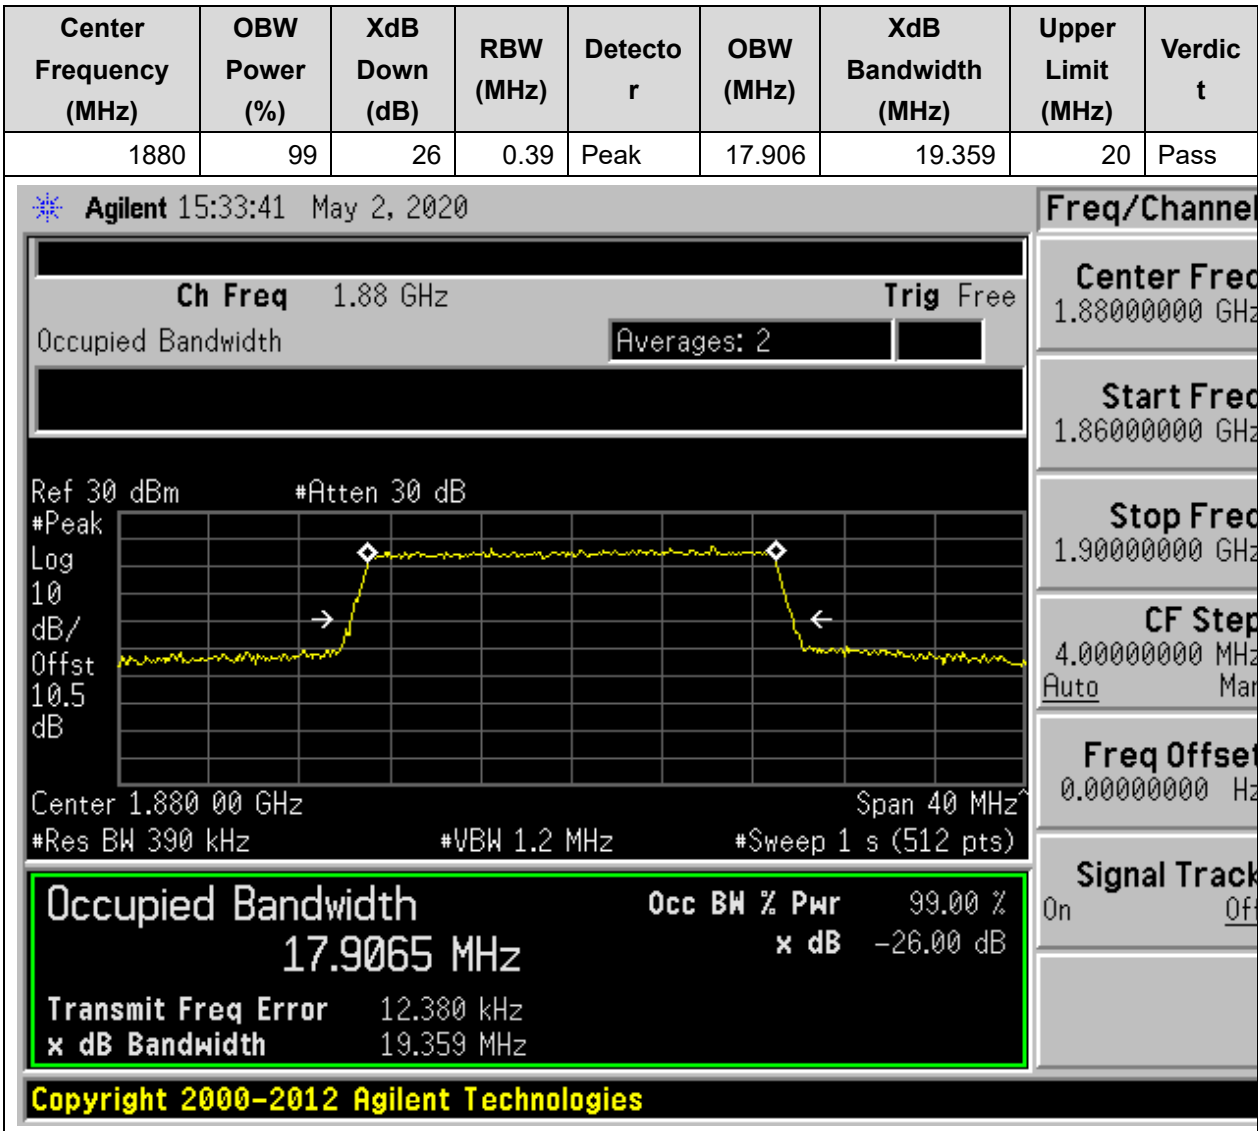 Center Frequency (MHz) OBW Power (%) XdB Down (dB) RBW (MHz) Detecto r OBW (MHz) XdB Bandwidth (MHz) Upper Limit (MHz) Verdic t
1880 99 26 0.39 Peak 17.906 19.359 20 Pass
Agilent 15:33:41 May 2, 2020
Freq/Channel
Ch Freq 1.88 GHz Trig Free
Occupied Bandwidth Averages: 2
Center Freq
1.88000000 GHz
Start Freq
1.86000000 GHz
Stop Freq
1.90000000 GHz
CF Step
4.00000000 MHz
Auto Man
Freq Offset
0.00000000 Hz
Signal Track
On Off
Ref 30 dBm #Atten 30 dB
#Peak
Log
10
dB/
Offst
10.5
dB
Center 1.880 00 GHz Span 40 MHz^
#Res BW 390 kHz #VBW 1.2 MHz #Sweep 1 s (512 pts)
Occupied Bandwidth Occ BW % Pwr 99.00 %
17.9065 MHz x dB -26.00 dB
Transmit Freq Error 12.380 kHz
x dB Bandwidth 19.359 MHz
Copyright 2000-2012 Agilent Technologies